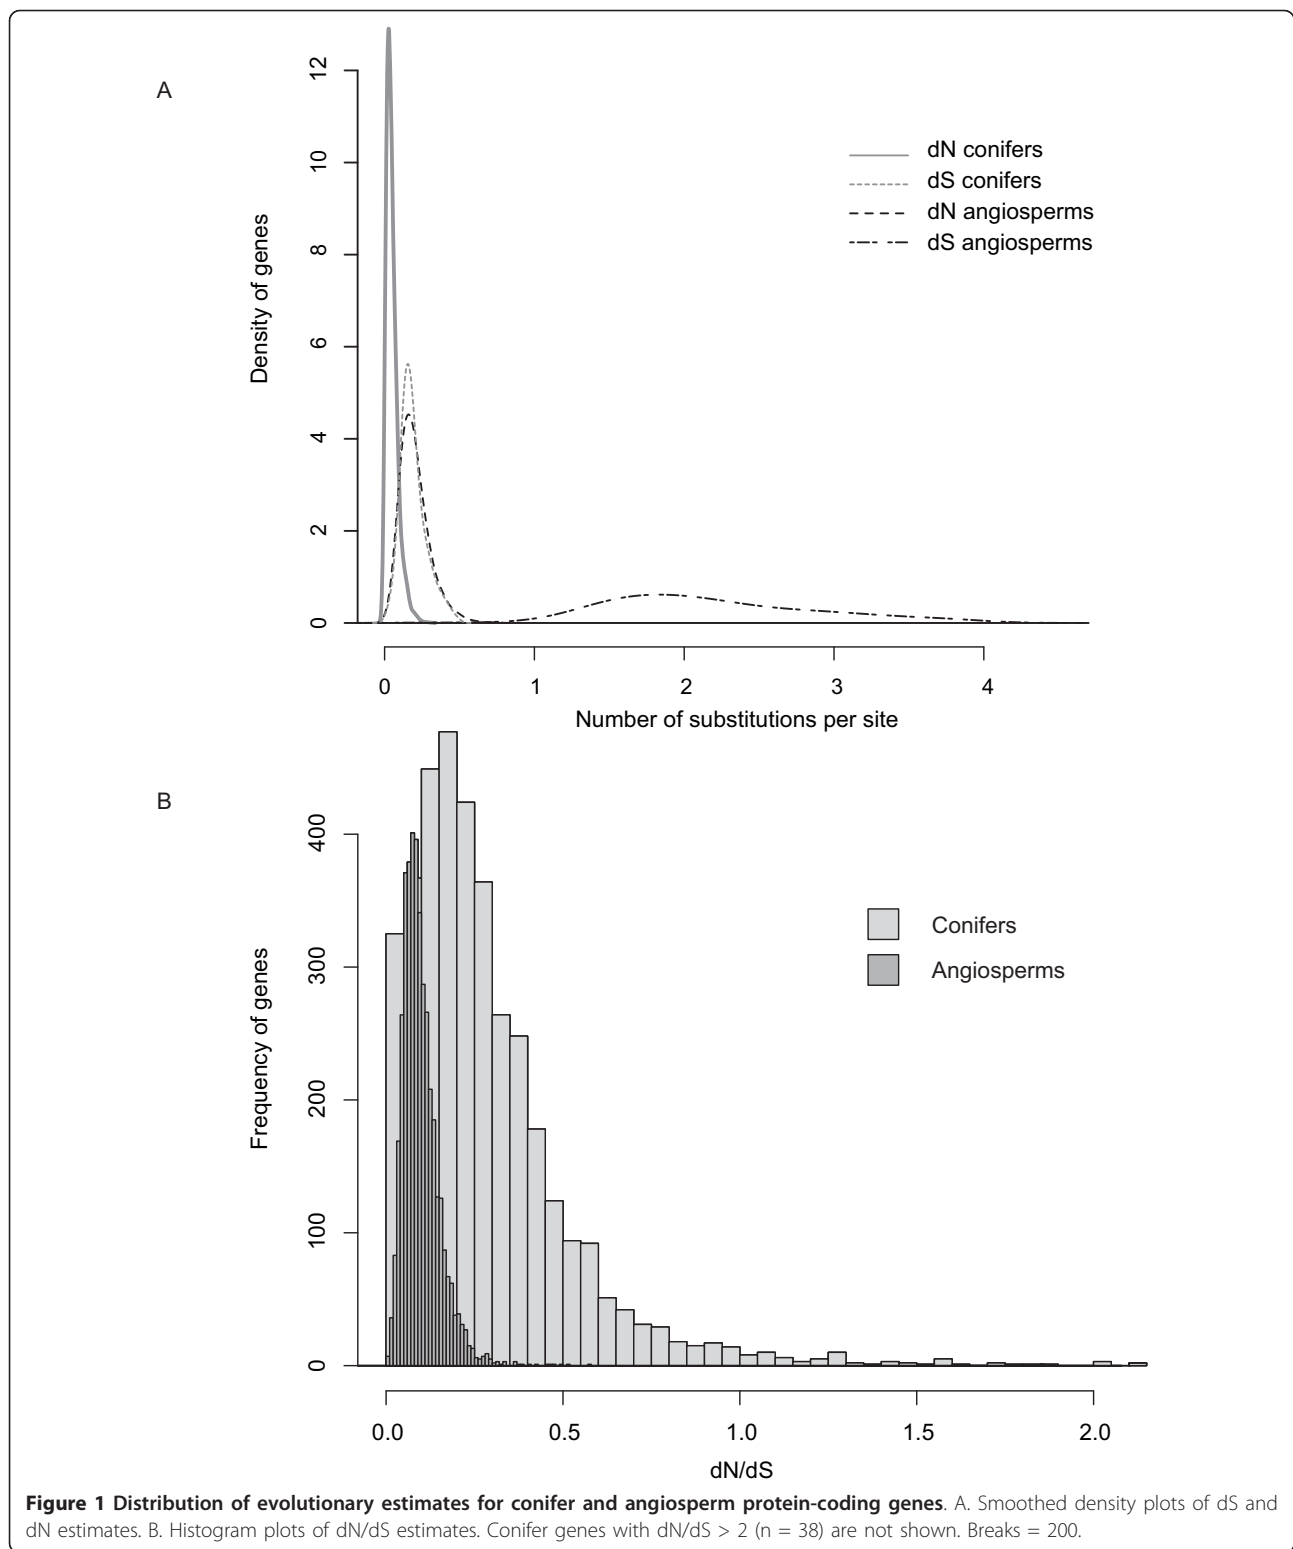 A
12
10
8
6
4
2
0
Density of genes
dN conifers
dS conifers
dN angiosperms
dS angiosperms
0 1 2 3 4
Number of substitutions per site
B
400
300
200
100
0
Frequency of genes
Conifers
Angiosperms
0.0 0.5 1.0 1.5 2.0
dN/dS
Figure 1 Distribution of evolutionary estimates for conifer and angiosperm protein-coding genes. A. Smoothed density plots of dS and
dN estimates. B. Histogram plots of dN/dS estimates. Conifer genes with dN/dS > 2 (n = 38) are not shown. Breaks = 200.